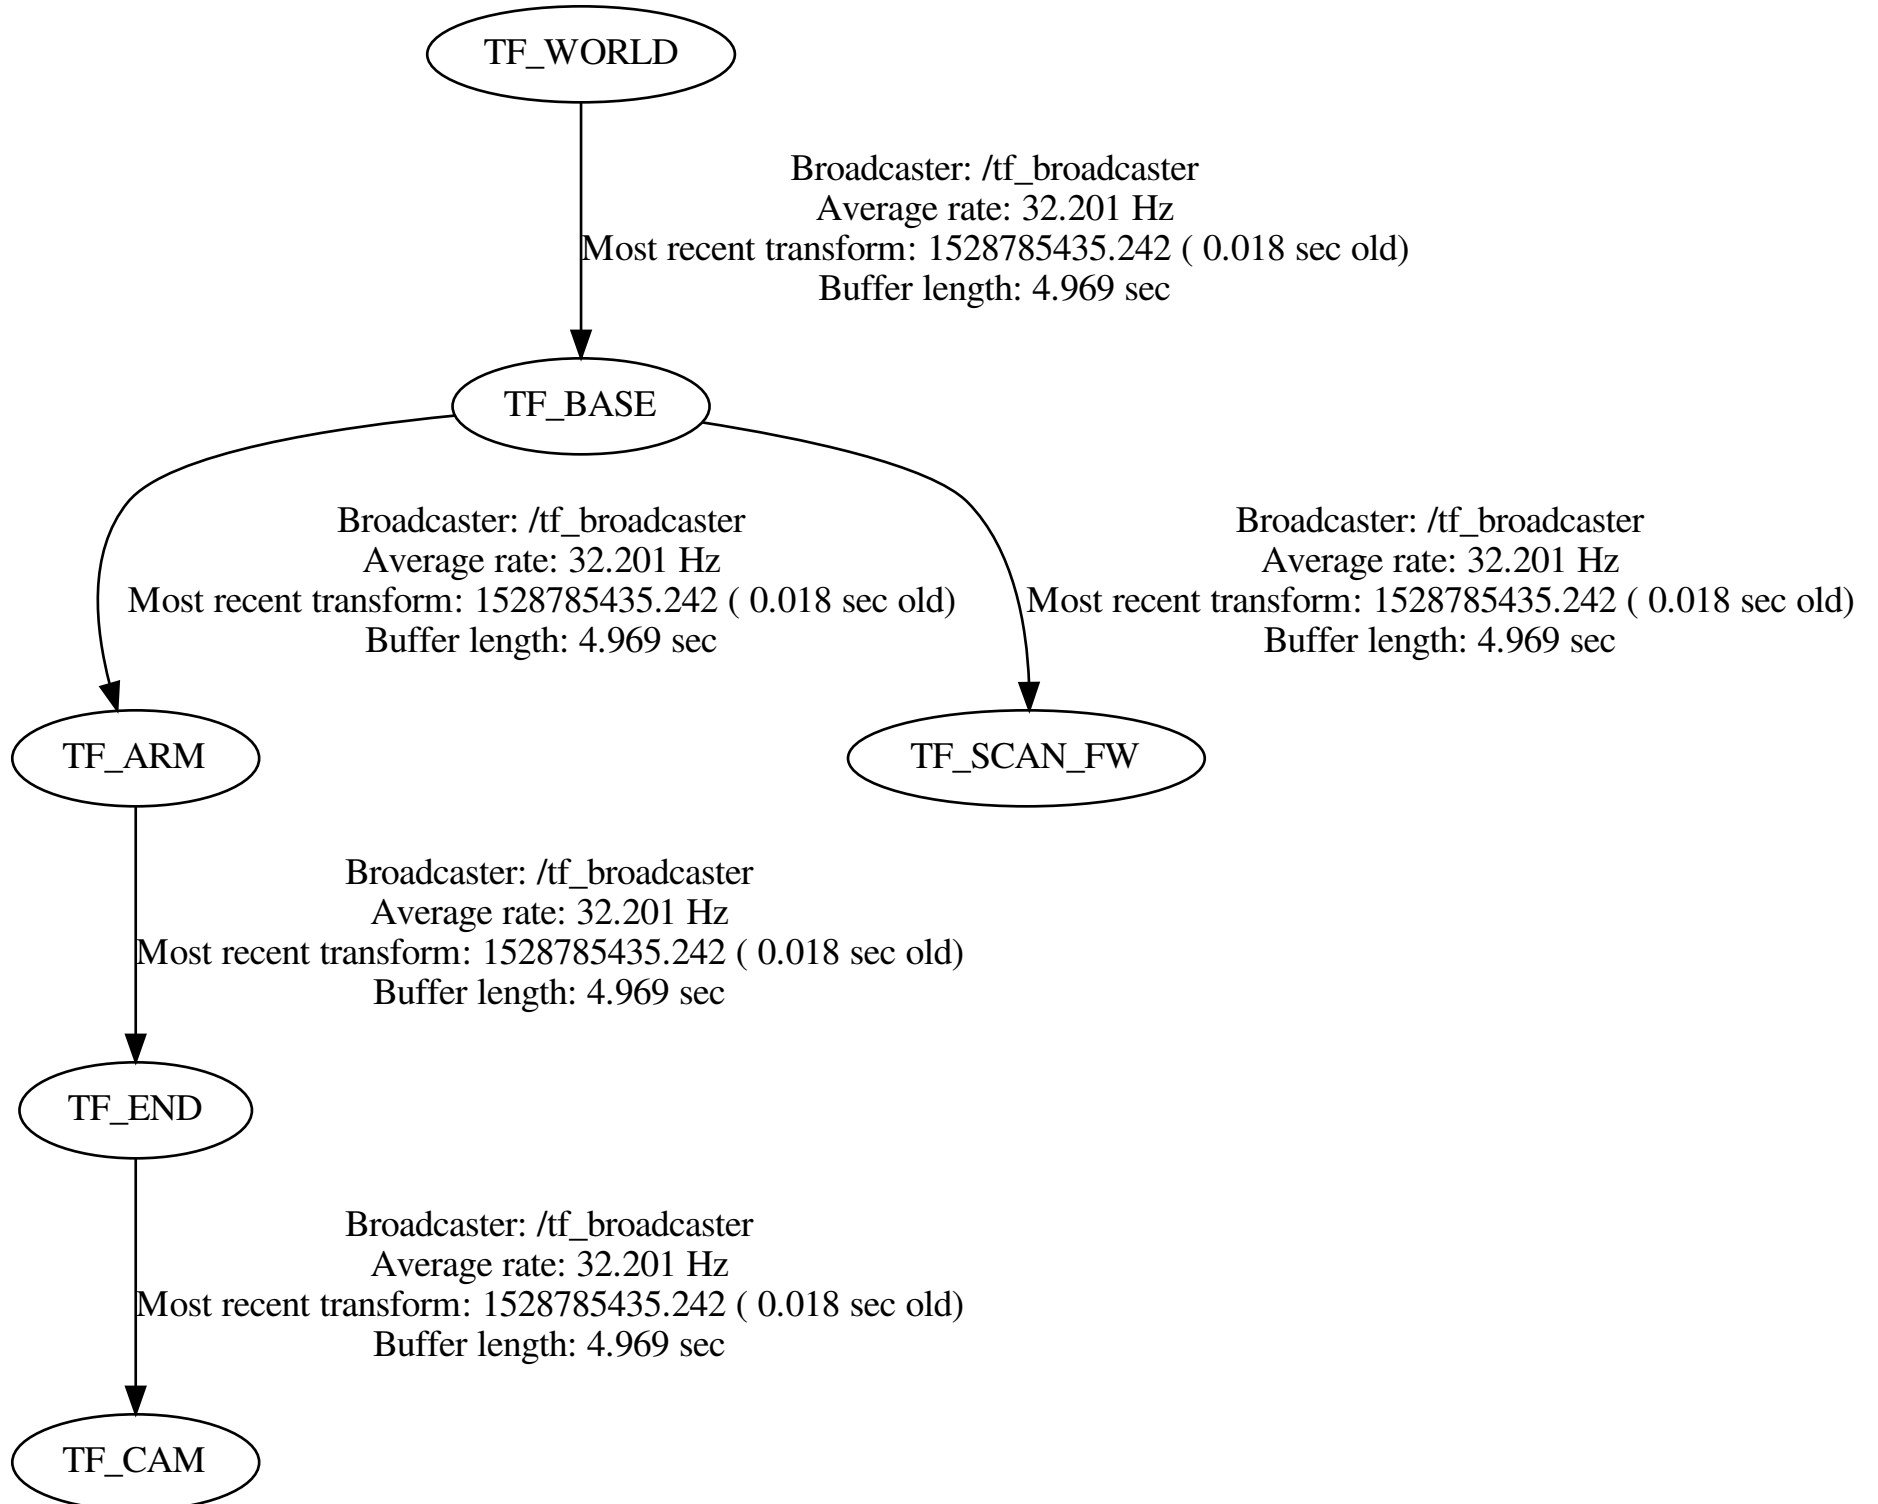 TF_WORLD
Broadcaster: /tf_broadcaster
Average rate: 32.201 Hz
Most recent transform: 1528785435.242 ( 0.018 sec old)
Buffer length: 4.969 sec
TF_BASE
Broadcaster: /tf_broadcaster
Average rate: 32.201 Hz
Most recent transform: 1528785435.242 ( 0.018 sec old)
Buffer length: 4.969 sec
Broadcaster: /tf_broadcaster
Average rate: 32.201 Hz
Most recent transform: 1528785435.242 ( 0.018 sec old)
Buffer length: 4.969 sec
TF_ARM
TF_SCAN_FW
Broadcaster: /tf_broadcaster
Average rate: 32.201 Hz
Most recent transform: 1528785435.242 ( 0.018 sec old)
Buffer length: 4.969 sec
TF_END
Broadcaster: /tf_broadcaster
Average rate: 32.201 Hz
Most recent transform: 1528785435.242 ( 0.018 sec old)
Buffer length: 4.969 sec
TF_CAM